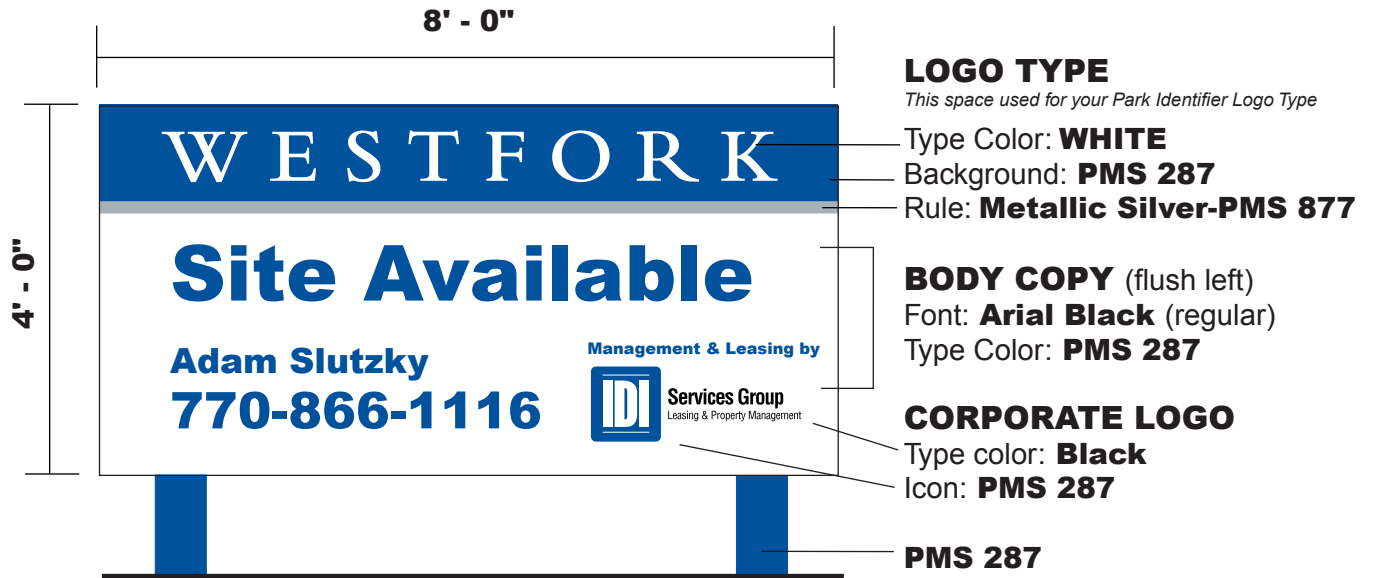 8' - 0"
4' - 0"
WESTFORK
Site Available
Adam Slutzky
770-866-1116
Management & Leasing by
IDI
Services Group
Leasing & Property Management
LOGO TYPE
This space used for your Park Identifier Logo Type
Type Color: WHITE
Background: PMS 287
Rule: Metallic Silver-PMS 877
BODY COPY (flush left)
Font: Arial Black (regular)
Type Color: PMS 287
CORPORATE LOGO
Type color: Black
Icon: PMS 287
PMS 287